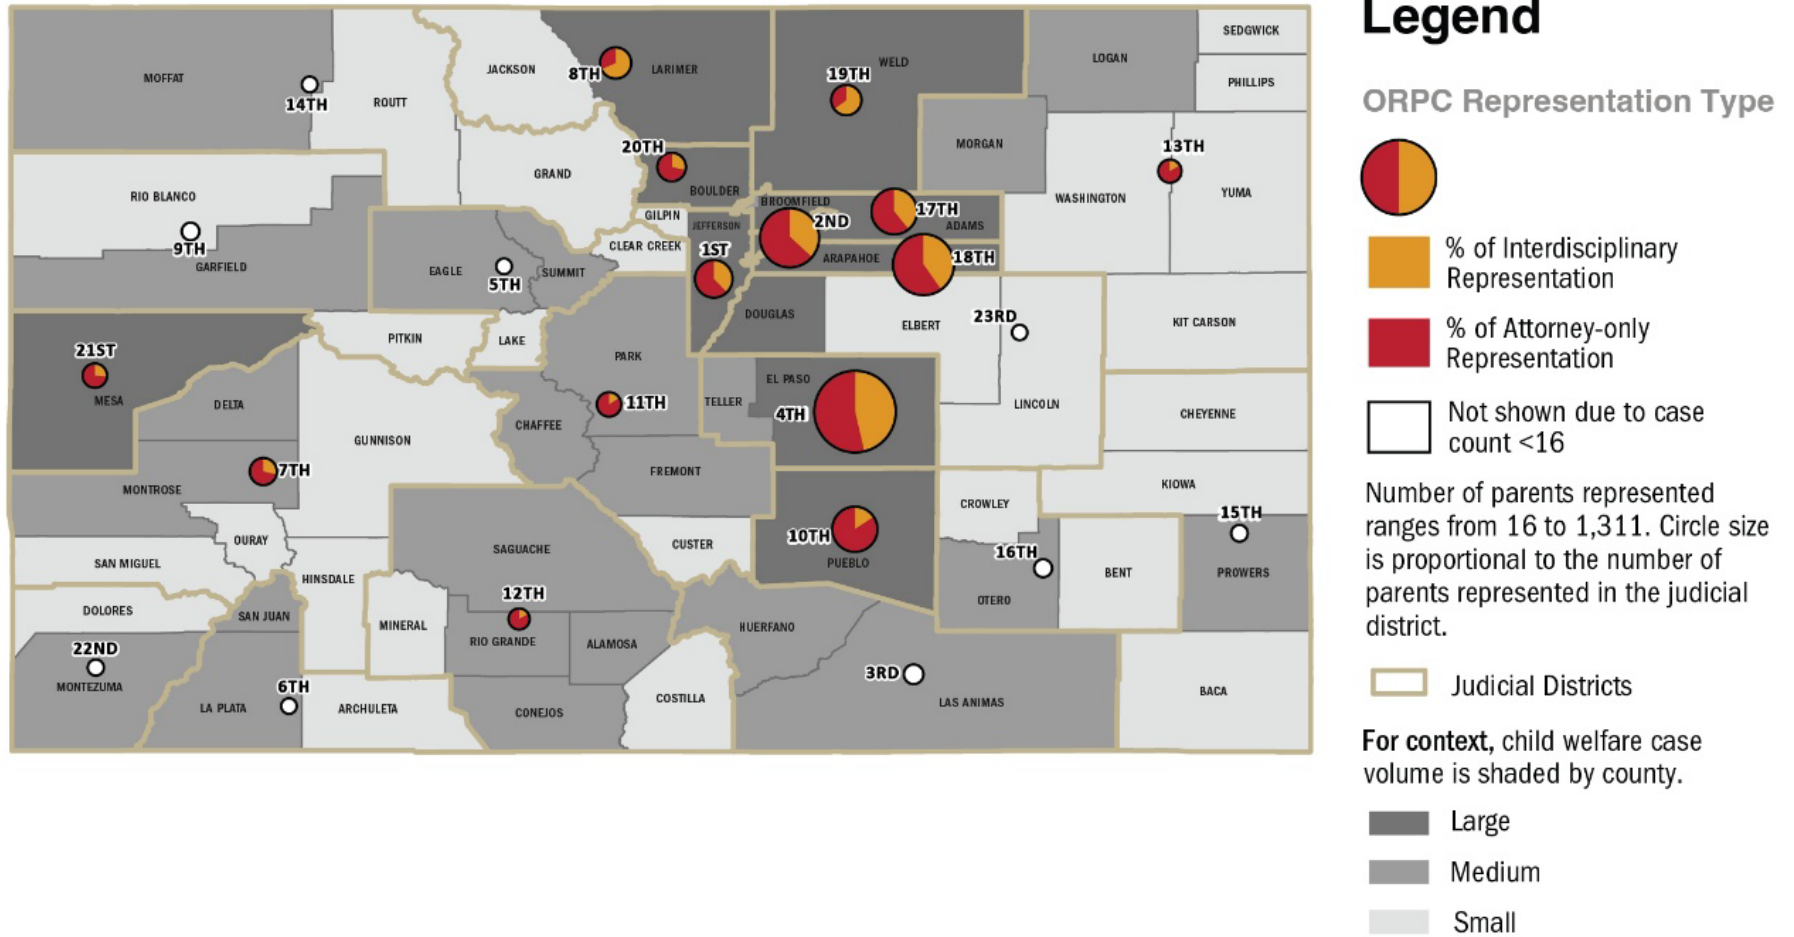 MOFFAT
14TH
ROUTT
JACKSON
8TH
LARIMER
19TH
WELD
LOGAN
SEDGWICK
PHILLIPS
MORGAN
13TH
WASHINGTON
YUMA
RIO BLANCO
9TH
GARFIELD
GRAND
20TH
BOULDER
GILPIN
CLEAR CREEK
JEFFERSON
1ST
BROOMFIELD
2ND
17TH
ADAMS
ARAPAHOE
18TH
EAGLE
5TH
SUMMIT
DOUGLAS
ELBERT
23RD
KIT CARSON
21ST
MESA
PITKIN
LAKE
PARK
11TH
TELLER
EL PASO
4TH
LINCOLN
CHEYENNE
DELTA
GUNNISON
CHAFFEE
7TH
MONTROSE
FREMONT
CROWLEY
KIOWA
15TH
OURAY
SAN MIGUEL
SAGUACHE
CUSTER
10TH
PUEBLO
16TH
OTERO
BENT
PROWERS
HINSDALE
DOLORES
SAN JUAN
MINERAL
12TH
RIO GRANDE
ALAMOSA
HUERFANO
22ND
MONTEZUMA
LA PLATA
6TH
ARCHULETA
CONEJOS
COSTILLA
3RD
LAS ANIMAS
BACA
Legend
ORPC Representation Type
% of Interdisciplinary
Representation
% of Attorney-only
Representation
Not shown due to case
count <16
Number of parents represented
ranges from 16 to 1,311. Circle size
is proportional to the number of
parents represented in the judicial
district.
Judicial Districts
For context, child welfare case
volume is shaded by county.
Large
Medium
Small